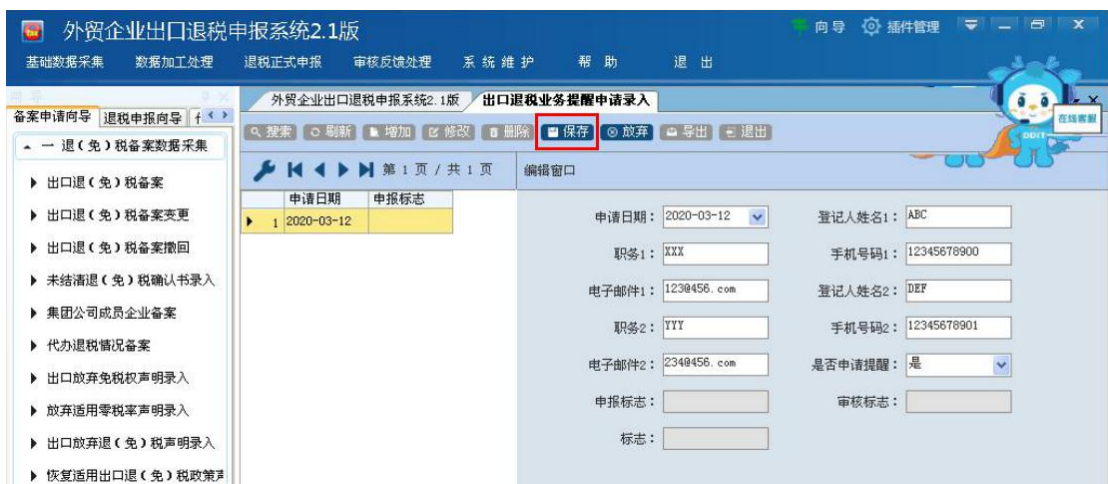 外贸企业出口退税申报系统2.1版
向导 插件管理
基础数据采集 数据加工处理 退税正式申报 审核反馈处理 系统维护 帮助 退出
外贸企业出口退税申报系统2.1版 出口退税业务提醒申请录入
在线客服
备案申请向导 退税申报向导
搜索 刷新 增加 修改 删除 保存 放弃 导出 退出
一 退(免)税备案数据采集
第 1 页 / 共 1 页 编辑窗口
出口退(免)税备案
申请日期 申报标志
出口退(免)税备案变更
1 2020-03-12
申请日期: 2020-03-12 登记人姓名1: ABC
出口退(免)税备案撤回
职务1: XXX 手机号码1: 12345678900
未结清退(免)税确认书录入
电子邮件1: 123@456.com 登记人姓名2: DEF
集团公司成员企业备案
职务2: YYY 手机号码2: 12345678901
代办退税情况备案
电子邮件2: 234@456.com 是否申请提醒: 是
出口放弃免税权声明录入
申报标志: 审核标志:
放弃适用零税率声明录入
标志:
出口放弃退(免)税声明录入
恢复适用出口退(免)税政策声
DDIT